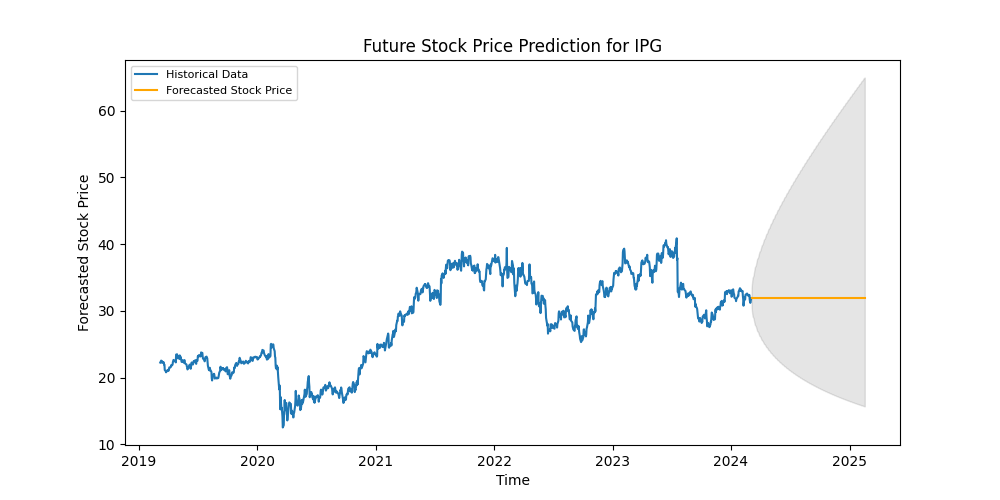 Future Stock Price Prediction for IPG
Historical Data
Forecasted Stock Price
60
50
40
30
20
10
Forecasted Stock Price
2019 2020 2021 2022 2023 2024 2025
Time